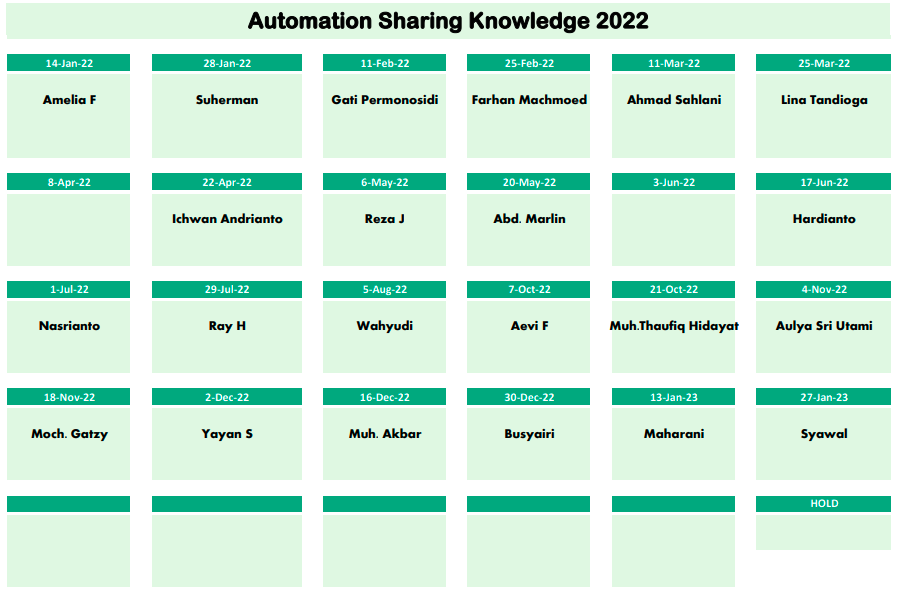 Automation Sharing Knowledge 2022
14-Jan-22 28-Jan-22 11-Feb-22 25-Feb-22 11-Mar-22 25-Mar-22
Amelia F Suherman Gati Permonosidi Farhan Machmoed Ahmad Sahlani Lina Tandioga
8-Apr-22 22-Apr-22 6-May-22 20-May-22 3-Jun-22 17-Jun-22
Ichwan Andrianto Reza J Abd. Marlin Hardianto
1-Jul-22 29-Jul-22 5-Aug-22 7-Oct-22 21-Oct-22 4-Nov-22
Nasrianto Ray H Wahyudi Aevi F Muh.Thaufiq Hidayat Aulya Sri Utami
18-Nov-22 2-Dec-22 16-Dec-22 30-Dec-22 13-Jan-23 27-Jan-23
Moch. Gatzy Yayan S Muh. Akbar Busyairi Maharani Syawal
HOLD